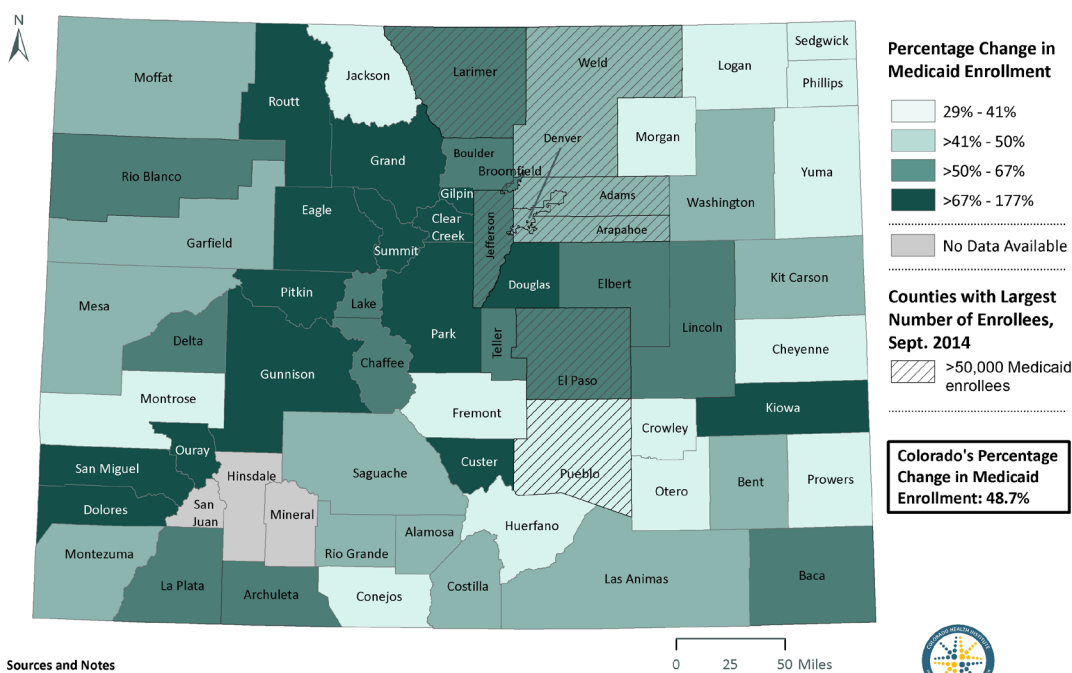 N
Moffat
Routt
Jackson
Larimer
Weld
Logan
Sedgwick
Phillips
Morgan
Grand
Boulder
Denver
Broomfield
Rio Blanco
Yuma
Gilpin
Adams
Washington
Eagle
Clear
Creek
Jefferson
Arapahoe
Garfield
Summit
Kit Carson
Pitkin
Lake
Douglas
Elbert
Mesa
Park
Lincoln
Delta
Teller
Cheyenne
Chaffee
Gunnison
El Paso
Montrose
Fremont
Kiowa
Crowley
Ouray
San Miguel
Custer
Pueblo
Hinsdale
Saguache
Bent
Prowers
Otero
Dolores
San
Juan
Mineral
Huerfano
Alamosa
Montezuma
Rio Grande
La Plata
Archuleta
Conejos
Costilla
Las Animas
Baca
Percentage Change in
Medicaid Enrollment
29% - 41%
>41% - 50%
>50% - 67%
>67% - 177%
No Data Available
Counties with Largest
Number of Enrollees,
Sept. 2014
>50,000 Medicaid
enrollees
Colorado's Percentage
Change in Medicaid
Enrollment: 48.7%
0 25 50 Miles
Sources and Notes
COLORADO HEALTH INSTITUTE